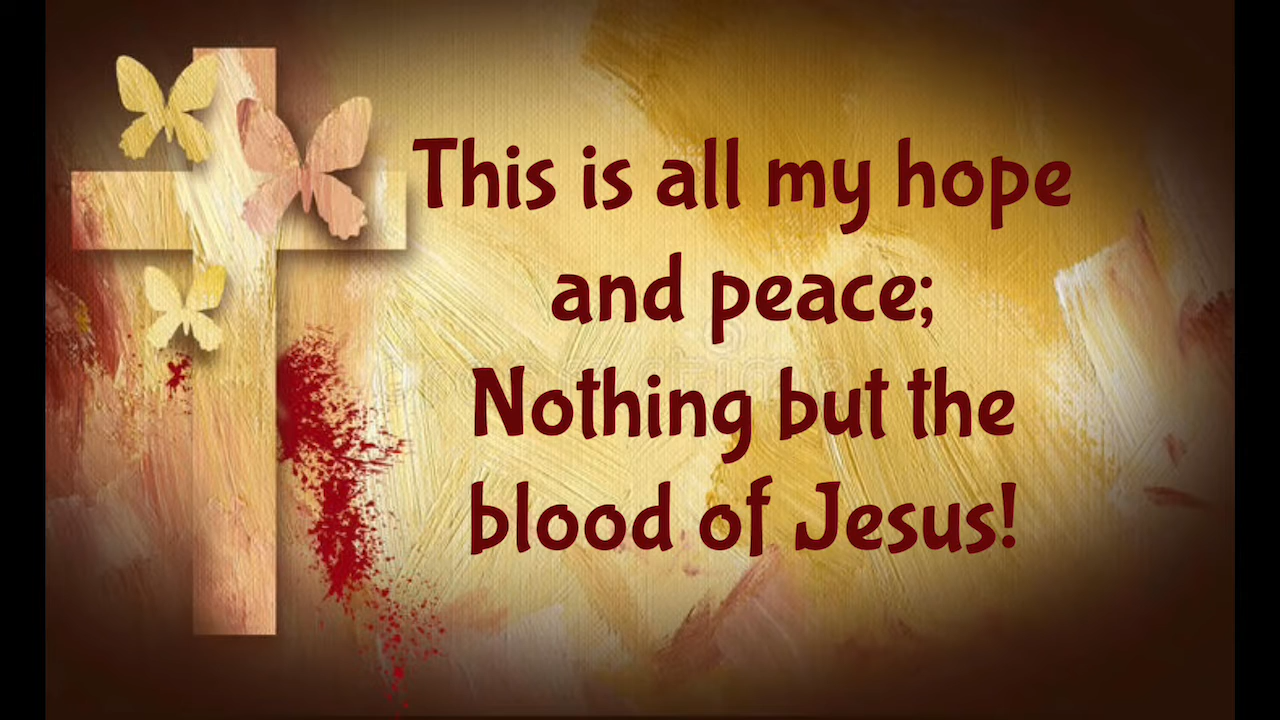 This is all my hope
and peace;
Nothing but the
blood of Jesus!